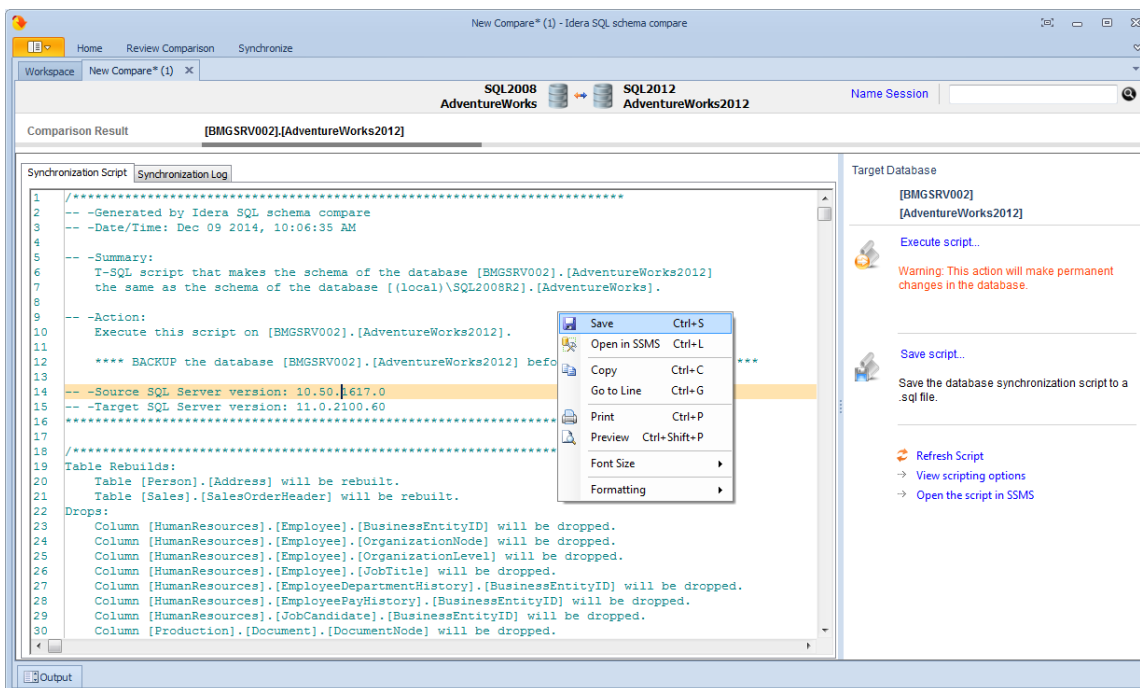 New Compare* (1) - Idera SQL schema compare
Home Review Comparison Synchronize
Workspace New Compare* (1)
SQL2008 SQL2012
AdventureWorks AdventureWorks2012
Name Session
Comparison Result [BMGSRV002].[AdventureWorks2012]
Synchronization Script Synchronization Log
1 /***************************************************************************
2 -- -Generated by Idera SQL schema compare
3 -- -Date/Time: Dec 09 2014, 10:06:35 AM
4
5 -- -Summary:
6 T-SQL script that makes the schema of the database [BMGSRV002].[AdventureWorks2012]
7 the same as the schema of the database [(local)\SQL2008R2].[AdventureWorks].
8
9 -- -Action:
10 Execute this script on [BMGSRV002].[AdventureWorks2012].
11
12 **** BACKUP the database [BMGSRV002].[AdventureWorks2012] befo ***
13
14 -- -Source SQL Server version: 10.50.1617.0
15 -- -Target SQL Server version: 11.0.2100.60
16 *******************************************************************
17
18 /******************************************************************
19 Table Rebuilds:
20 Table [Person].[Address] will be rebuilt.
21 Table [Sales].[SalesOrderHeader] will be rebuilt.
22 Drops:
23 Column [HumanResources].[Employee].[BusinessEntityID] will be dropped.
24 Column [HumanResources].[Employee].[OrganizationNode] will be dropped.
25 Column [HumanResources].[Employee].[OrganizationLevel] will be dropped.
26 Column [HumanResources].[Employee].[JobTitle] will be dropped.
27 Column [HumanResources].[EmployeeDepartmentHistory].[BusinessEntityID] will be dropped.
28 Column [HumanResources].[EmployeePayHistory].[BusinessEntityID] will be dropped.
29 Column [HumanResources].[JobCandidate].[BusinessEntityID] will be dropped.
30 Column [Production].[Document].[DocumentNode] will be dropped.
Save Ctrl+S
Open in SSMS Ctrl+L
Copy Ctrl+C
Go to Line Ctrl+G
Print Ctrl+P
Preview Ctrl+Shift+P
Font Size
Formatting
Target Database
[BMGSRV002]
[AdventureWorks2012]
Execute script...
Warning: This action will make permanent
changes in the database.
Save script...
Save the database synchronization script to a
.sql file.
Refresh Script
View scripting options
Open the script in SSMS
Output